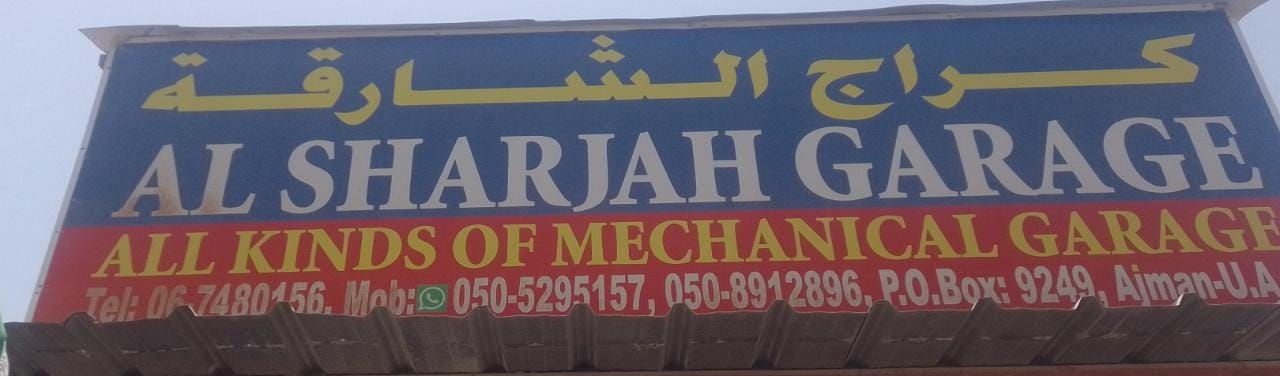 كراج الشارقة
AL SHARJAH GARAGE
ALL KINDS OF MECHANICAL GARAGE
Tel: 06-7480156, Mob: 050-5295157, 050-8912896, P.O.Box: 9249, Ajman-U.A